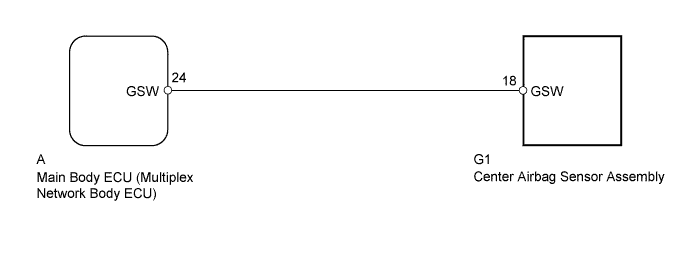 24
18
GSW
GSW
A
Main Body ECU (Multiplex
Network Body ECU)
G1
Center Airbag Sensor Assembly